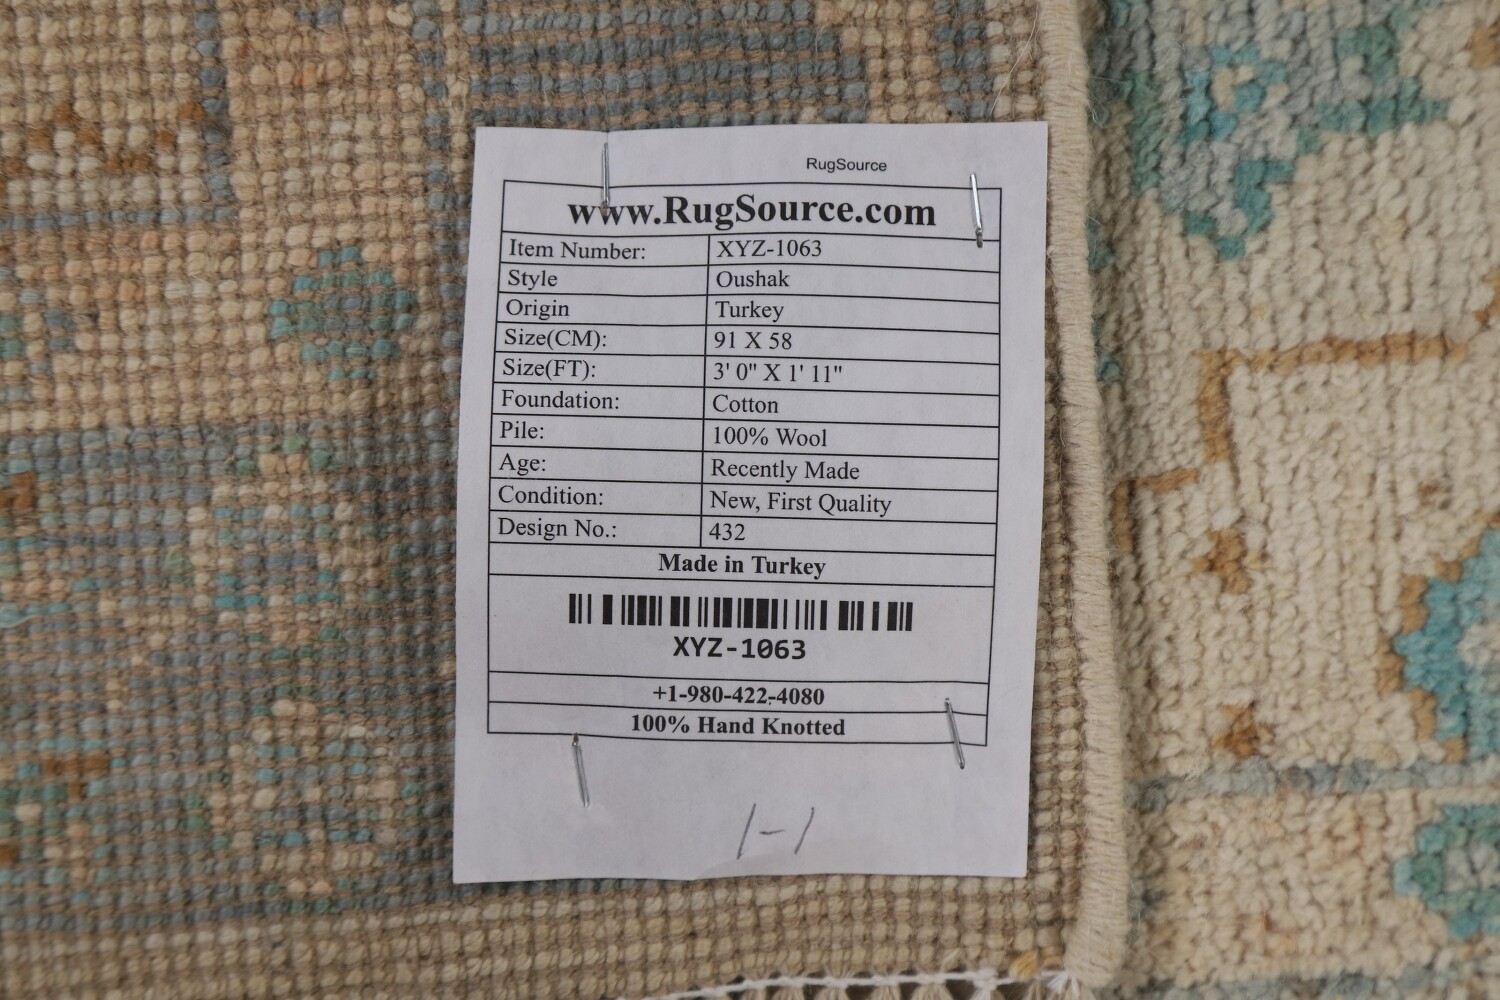 RugSource
www.RugSource.com
Item Number: XYZ-1063
Style Oushak
Origin Turkey
Size(CM): 91 X 58
Size(FT): 3' 0" X 1' 11"
Foundation: Cotton
Pile: 100% Wool
Age: Recently Made
Condition: New, First Quality
Design No.: 432
Made in Turkey
XYZ-1063
+1-980-422-4080
100% Hand Knotted
1-1